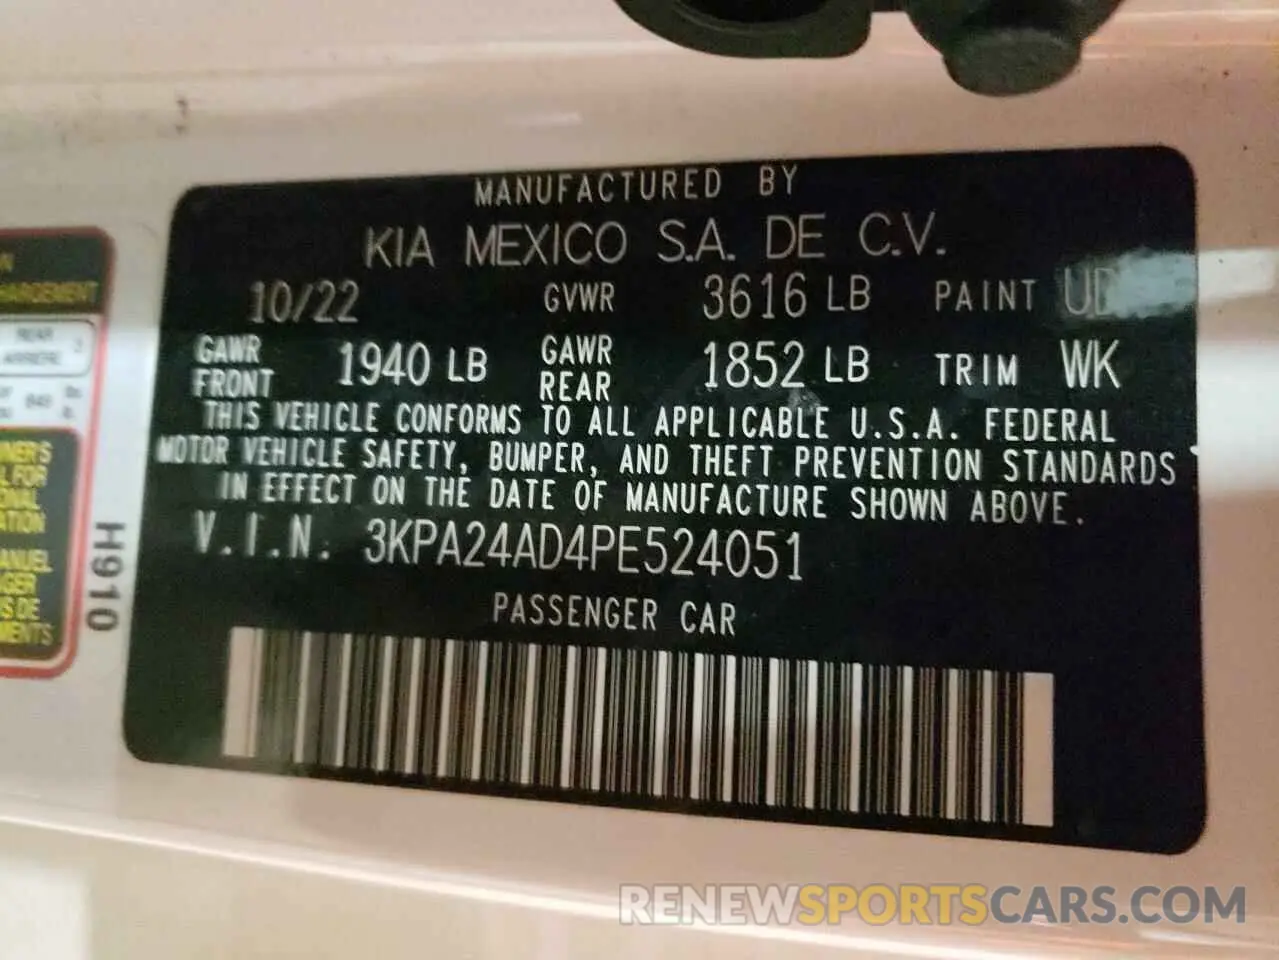 MANUFACTURED BY
KIA MEXICO S.A. DE C.V.
10/22 GVWR 3616 LB PAINT
GAWR FRONT 1940 LB GAWR REAR 1852 LB TRIM WK
THIS VEHICLE CONFORMS TO ALL APPLICABLE U.S.A. FEDERAL
MOTOR VEHICLE SAFETY, BUMPER, AND THEFT PREVENTION STANDARDS
IN EFFECT ON THE DATE OF MANUFACTURE SHOWN ABOVE.
V.I.N. 3KPA24AD4PE524051
PASSENGER CAR
H910
REAR
RENEWSPORTSCARS.COM